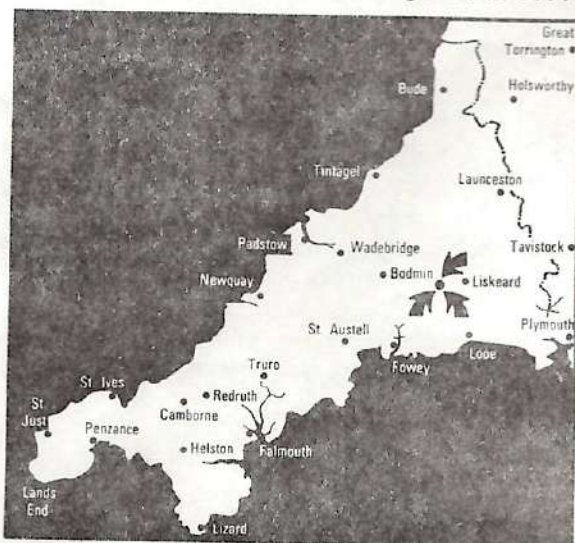 Great
Torrington
Bude
Holsworthy
Tintagel
Launceston
Padstow
Wadebridge
Tavistock
Newquay
Bodmin
Liskeard
St. Austell
Plymouth
Fowey
Looe
Truro
St. Ives
Redruth
St
Just
Camborne
Penzance
Helston
Falmouth
Lands
End
Lizard